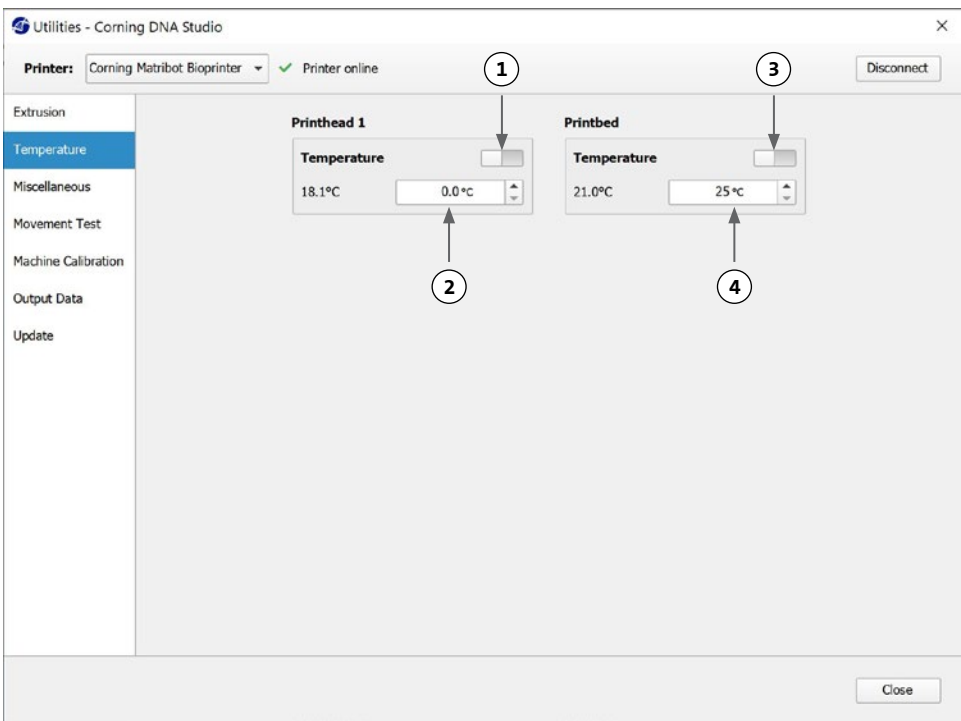 Utilities - Corning DNA Studio
Printer: Corning Matribot Bioprinter Printer online Disconnect
1 3
Extrusion
Temperature
Miscellaneous
Movement Test
Machine Calibration
Output Data
Update
Printhead 1
Temperature
18.1°C 0.0 °C
2
Printbed
Temperature
21.0°C 25 °C
4
Close